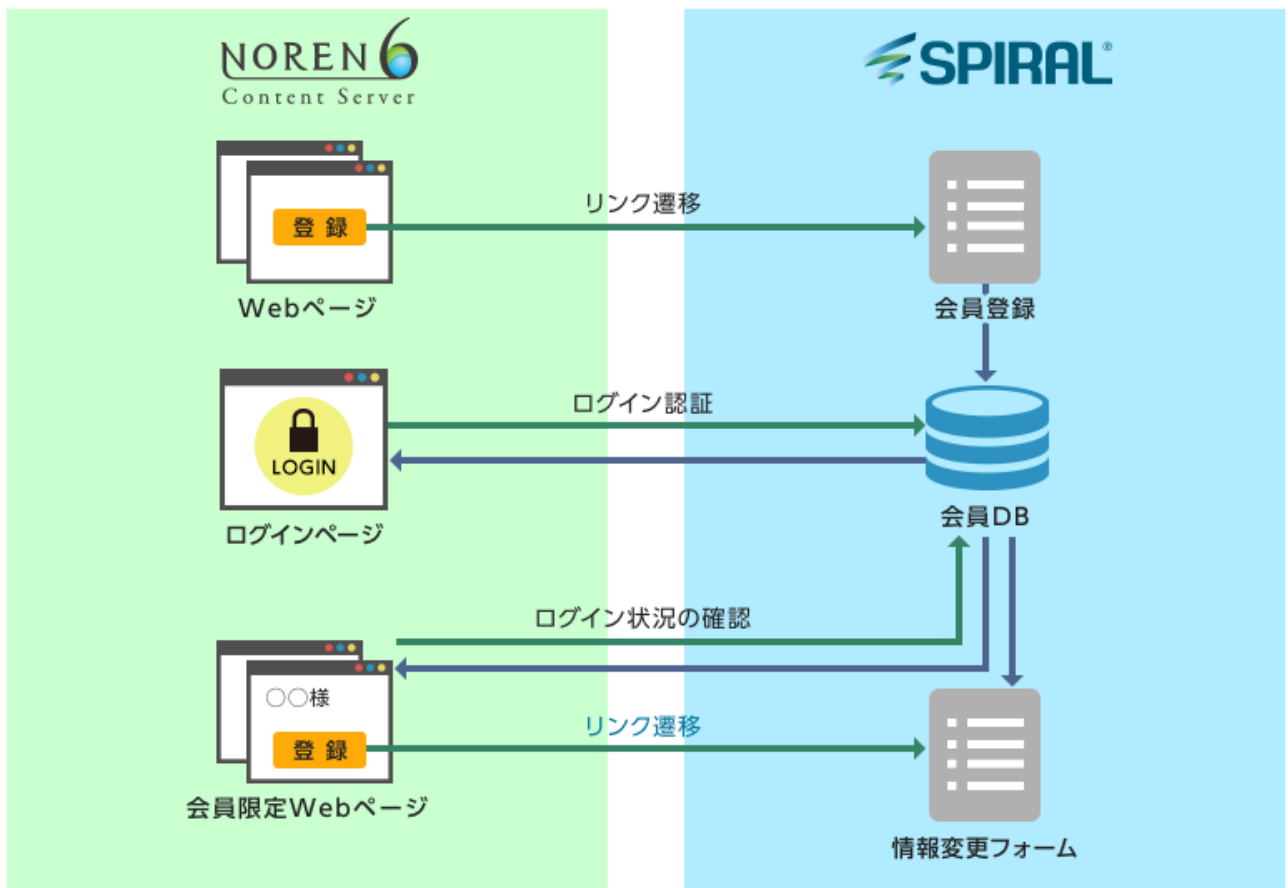 NOREN 6
Content Server
SPIRAL®
登録
リンク遷移
Webページ
会員登録
LOGIN
ログイン認証
ログインページ
会員DB
ログイン状況の確認
〇〇様
登録
リンク遷移
会員限定Webページ
情報変更フォーム